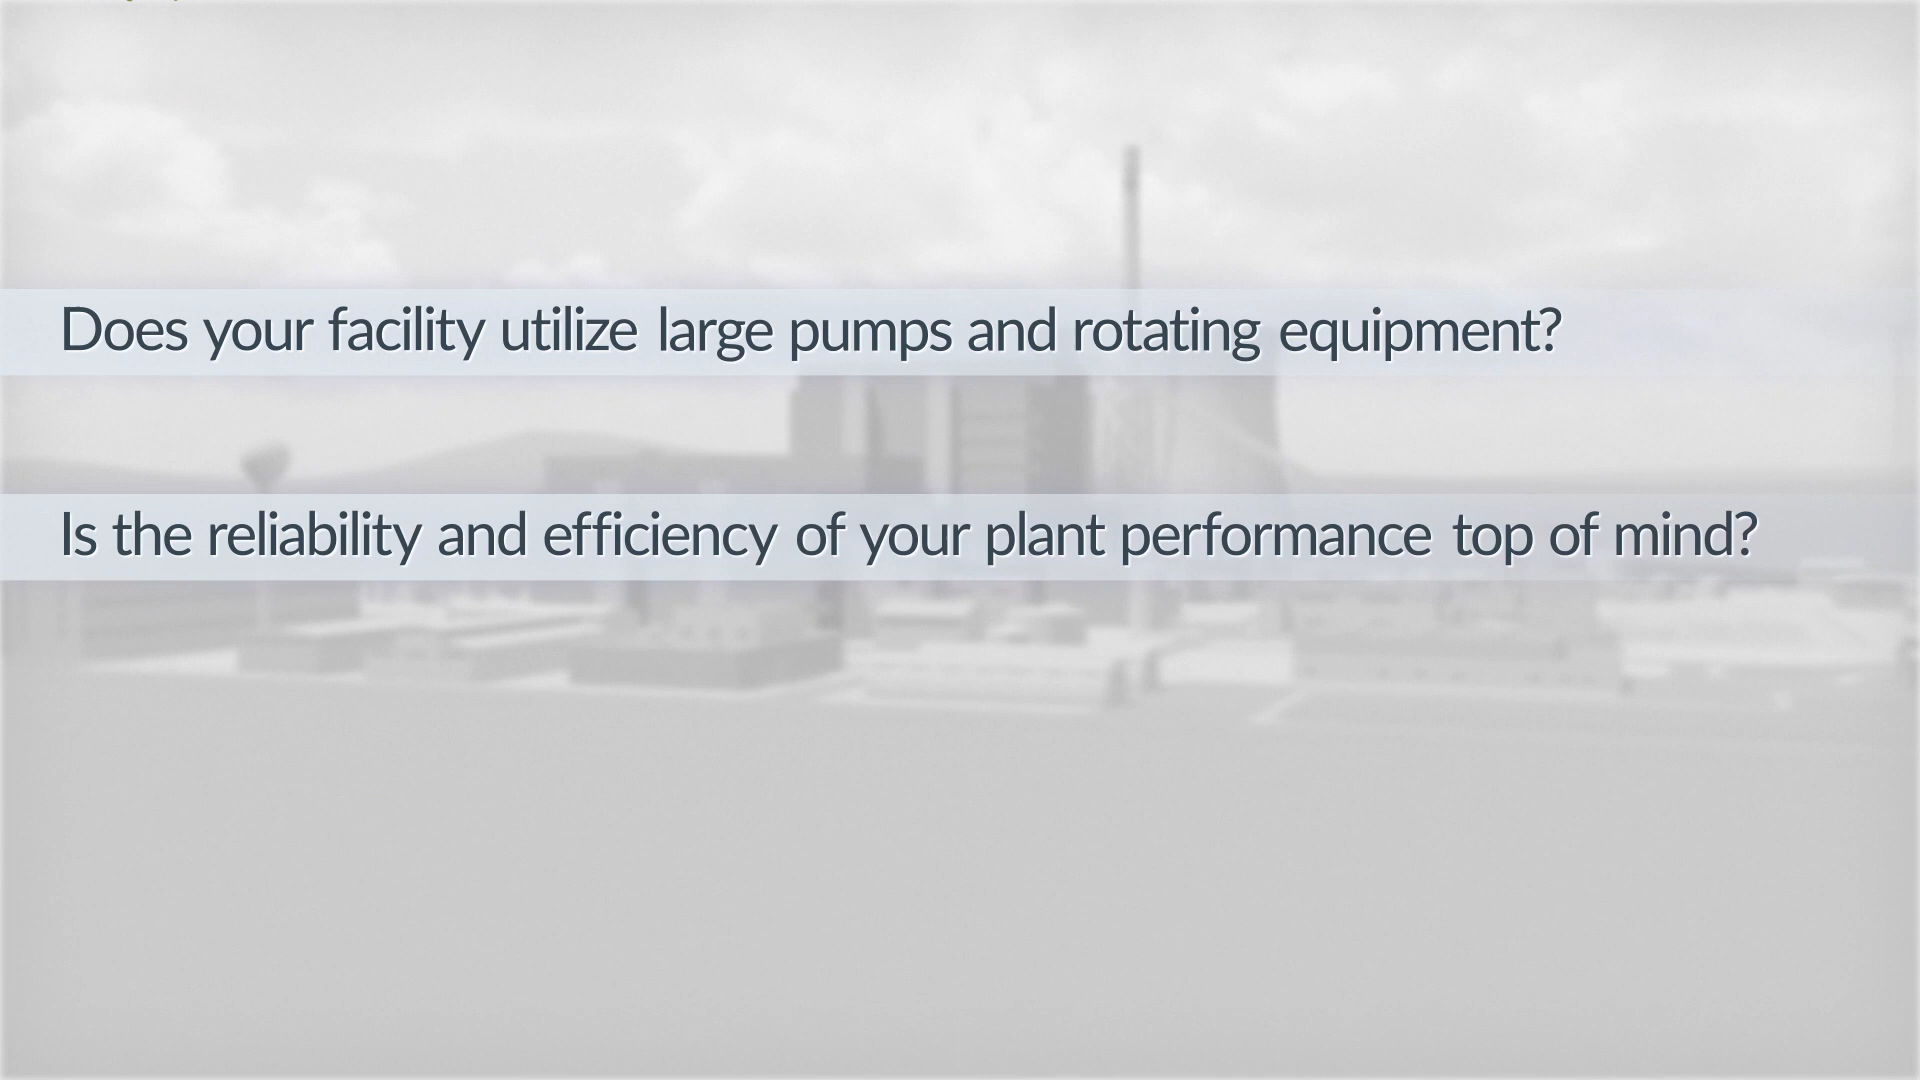 Does your facility utilize large pumps and rotating equipment?
Is the reliability and efficiency of your plant performance top of mind?